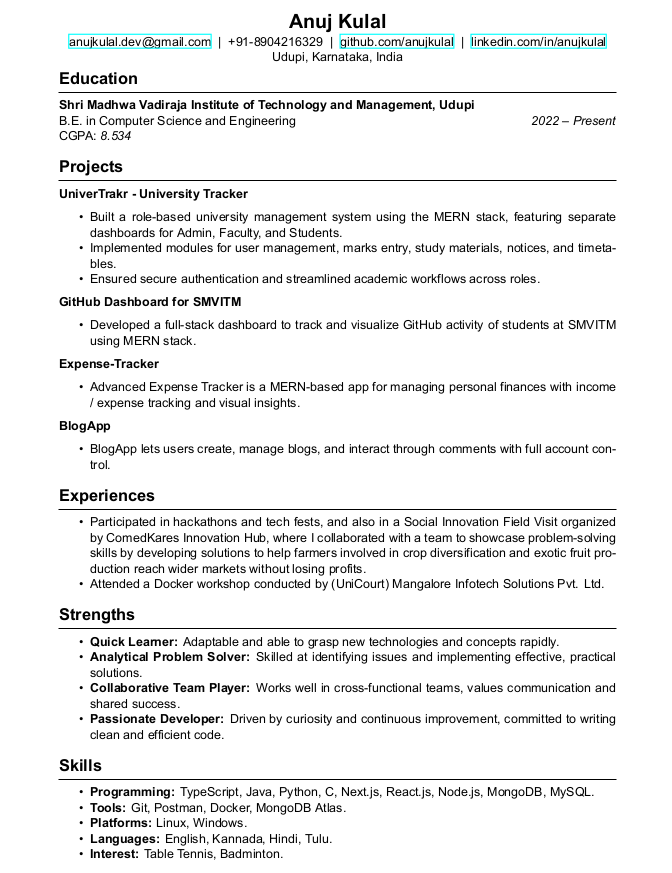 Anuj Kulal
anujkulal.dev@gmail.com | +91-8904216329 | github.com/anujkulal | linkedin.com/in/anujkulal
Udupi, Karnataka, India
Education
Shri Madhwa Vadiraja Institute of Technology and Management, Udupi
B.E. in Computer Science and Engineering 2022 – Present
CGPA: 8.534
Projects
UniverTrakr - University Tracker
• Built a role-based university management system using the MERN stack, featuring separate
dashboards for Admin, Faculty, and Students.
• Implemented modules for user management, marks entry, study materials, notices, and timeta-
bles.
• Ensured secure authentication and streamlined academic workflows across roles.
GitHub Dashboard for SMVITM
• Developed a full-stack dashboard to track and visualize GitHub activity of students at SMVITM
using MERN stack.
Expense-Tracker
• Advanced Expense Tracker is a MERN-based app for managing personal finances with income
/ expense tracking and visual insights.
BlogApp
• BlogApp lets users create, manage blogs, and interact through comments with full account con-
trol.
Experiences
• Participated in hackathons and tech fests, and also in a Social Innovation Field Visit organized
by ComedKares Innovation Hub, where I collaborated with a team to showcase problem-solving
skills by developing solutions to help farmers involved in crop diversification and exotic fruit pro-
duction reach wider markets without losing profits.
• Attended a Docker workshop conducted by (UniCourt) Mangalore Infotech Solutions Pvt. Ltd.
Strengths
• Quick Learner: Adaptable and able to grasp new technologies and concepts rapidly.
• Analytical Problem Solver: Skilled at identifying issues and implementing effective, practical
solutions.
• Collaborative Team Player: Works well in cross-functional teams, values communication and
shared success.
• Passionate Developer: Driven by curiosity and continuous improvement, committed to writing
clean and efficient code.
Skills
• Programming: TypeScript, Java, Python, C, Next.js, React.js, Node.js, MongoDB, MySQL.
• Tools: Git, Postman, Docker, MongoDB Atlas.
• Platforms: Linux, Windows.
• Languages: English, Kannada, Hindi, Tulu.
• Interest: Table Tennis, Badminton.